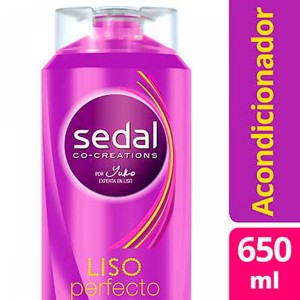 sedal
CO-CREATIONS
POR Yuko
EXPERTA EN LISO
LISO
perfecto
Acondicionador
650
ml